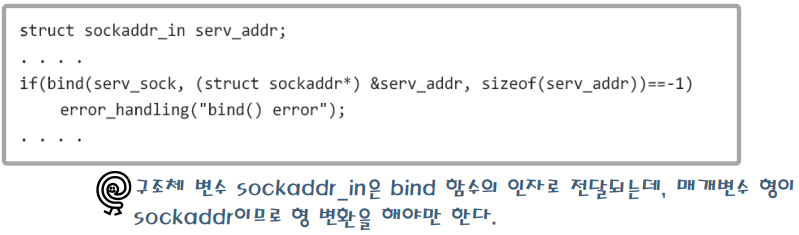 struct sockaddr_in serv_addr;
. . . .
if(bind(serv_sock, (struct sockaddr*) &serv_addr, sizeof(serv_addr))==-1)
    error_handling("bind() error");
. . . .
구조체 변수 sockaddr_in은 bind 함수의 인자로 전달되는데, 매개변수 형이
sockaddr이므로 형 변환을 해야만 한다.